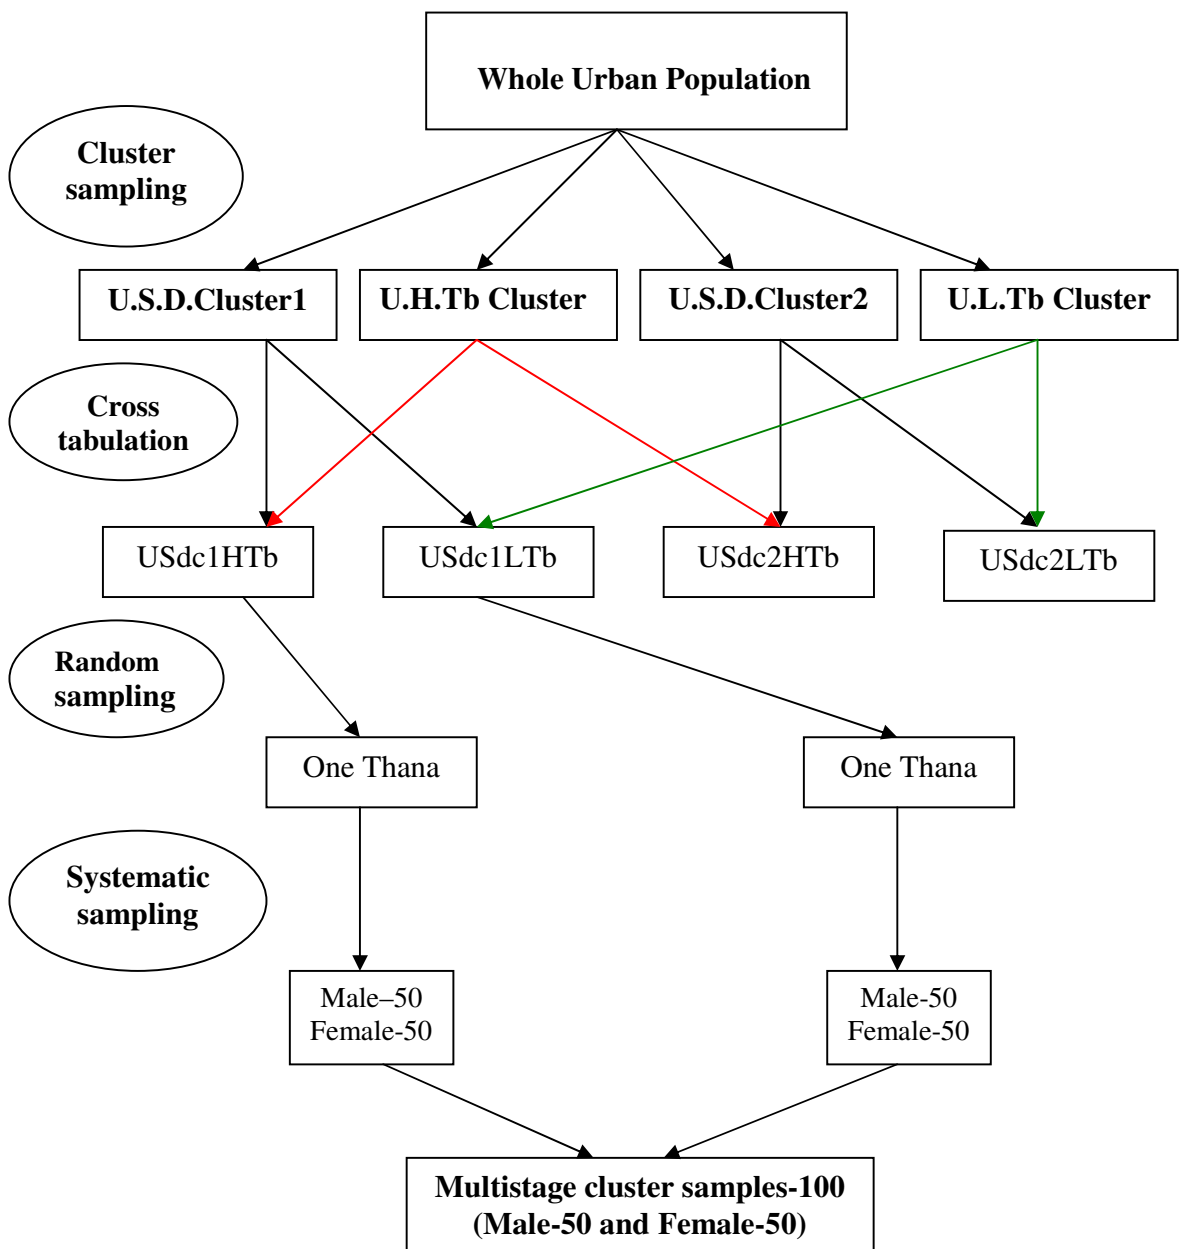 Whole Urban Population
Cluster
sampling
U.S.D.Cluster1
U.H.Tb Cluster
U.S.D.Cluster2
U.L.Tb Cluster
Cross
tabulation
USdc1HTb
USdc1LTb
USdc2HTb
USdc2LTb
Random
sampling
One Thana
One Thana
Systematic
sampling
Male–50
Female-50
Male-50
Female-50
Multistage cluster samples-100
(Male-50 and Female-50)